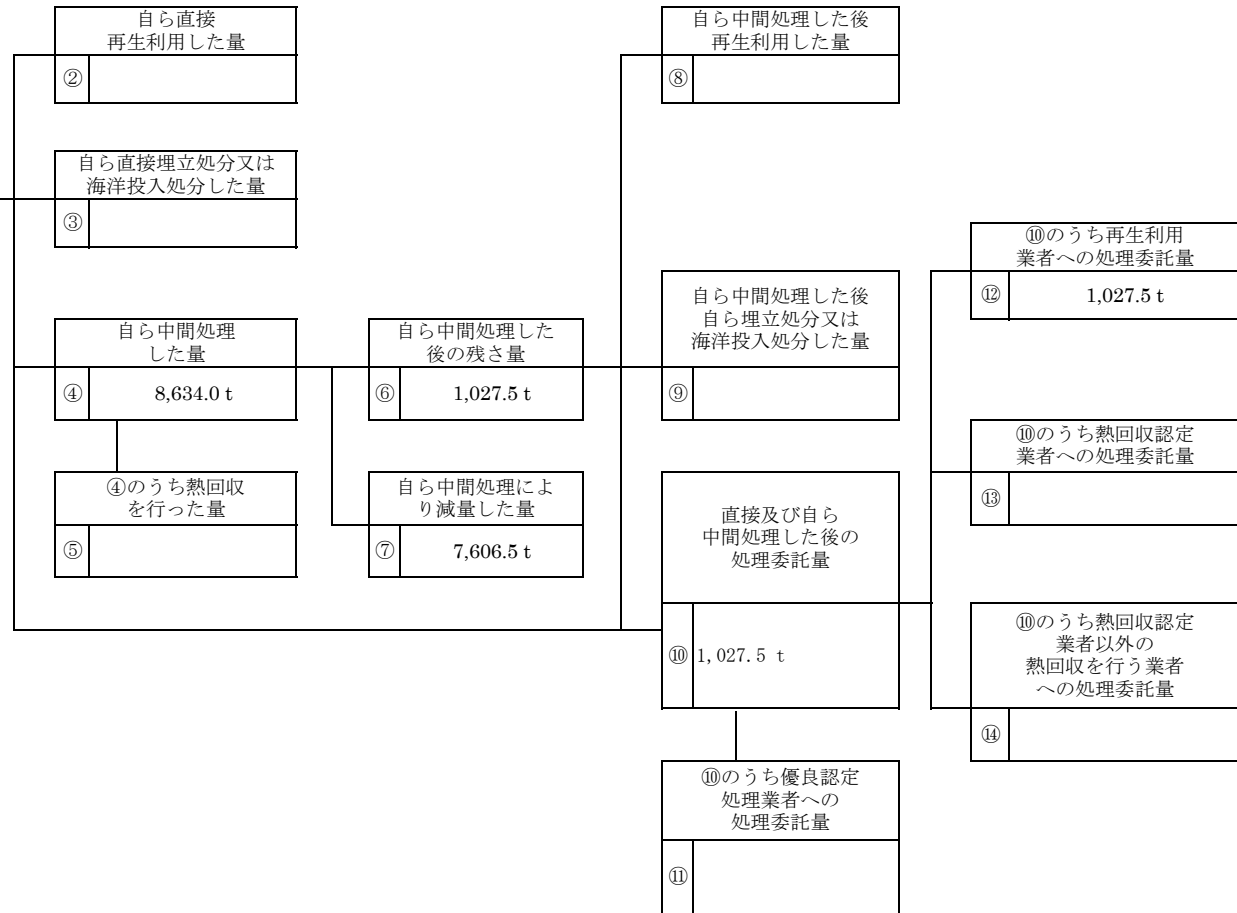 自ら直接
再生利用した量
②
自ら中間処理した後
再生利用した量
⑧
自ら直接埋立処分又は
海洋投入処分した量
③
⑩のうち再生利用
業者への処理委託量
⑫ 1,027.5 t
自ら中間処理
した量
④ 8,634.0 t
自ら中間処理した
後の残さ量
⑥ 1,027.5 t
自ら中間処理した後
自ら埋立処分又は
海洋投入処分した量
⑨
⑩のうち熱回収認定
業者への処理委託量
⑬
④のうち熱回収
を行った量
⑤
自ら中間処理によ
り減量した量
⑦ 7,606.5 t
直接及び自ら
中間処理した後の
処理委託量
⑩ 1,027.5 t
⑩のうち熱回収認定
業者以外の
熱回収を行う業者
への処理委託量
⑭
⑩のうち優良認定
処理業者への
処理委託量
⑪